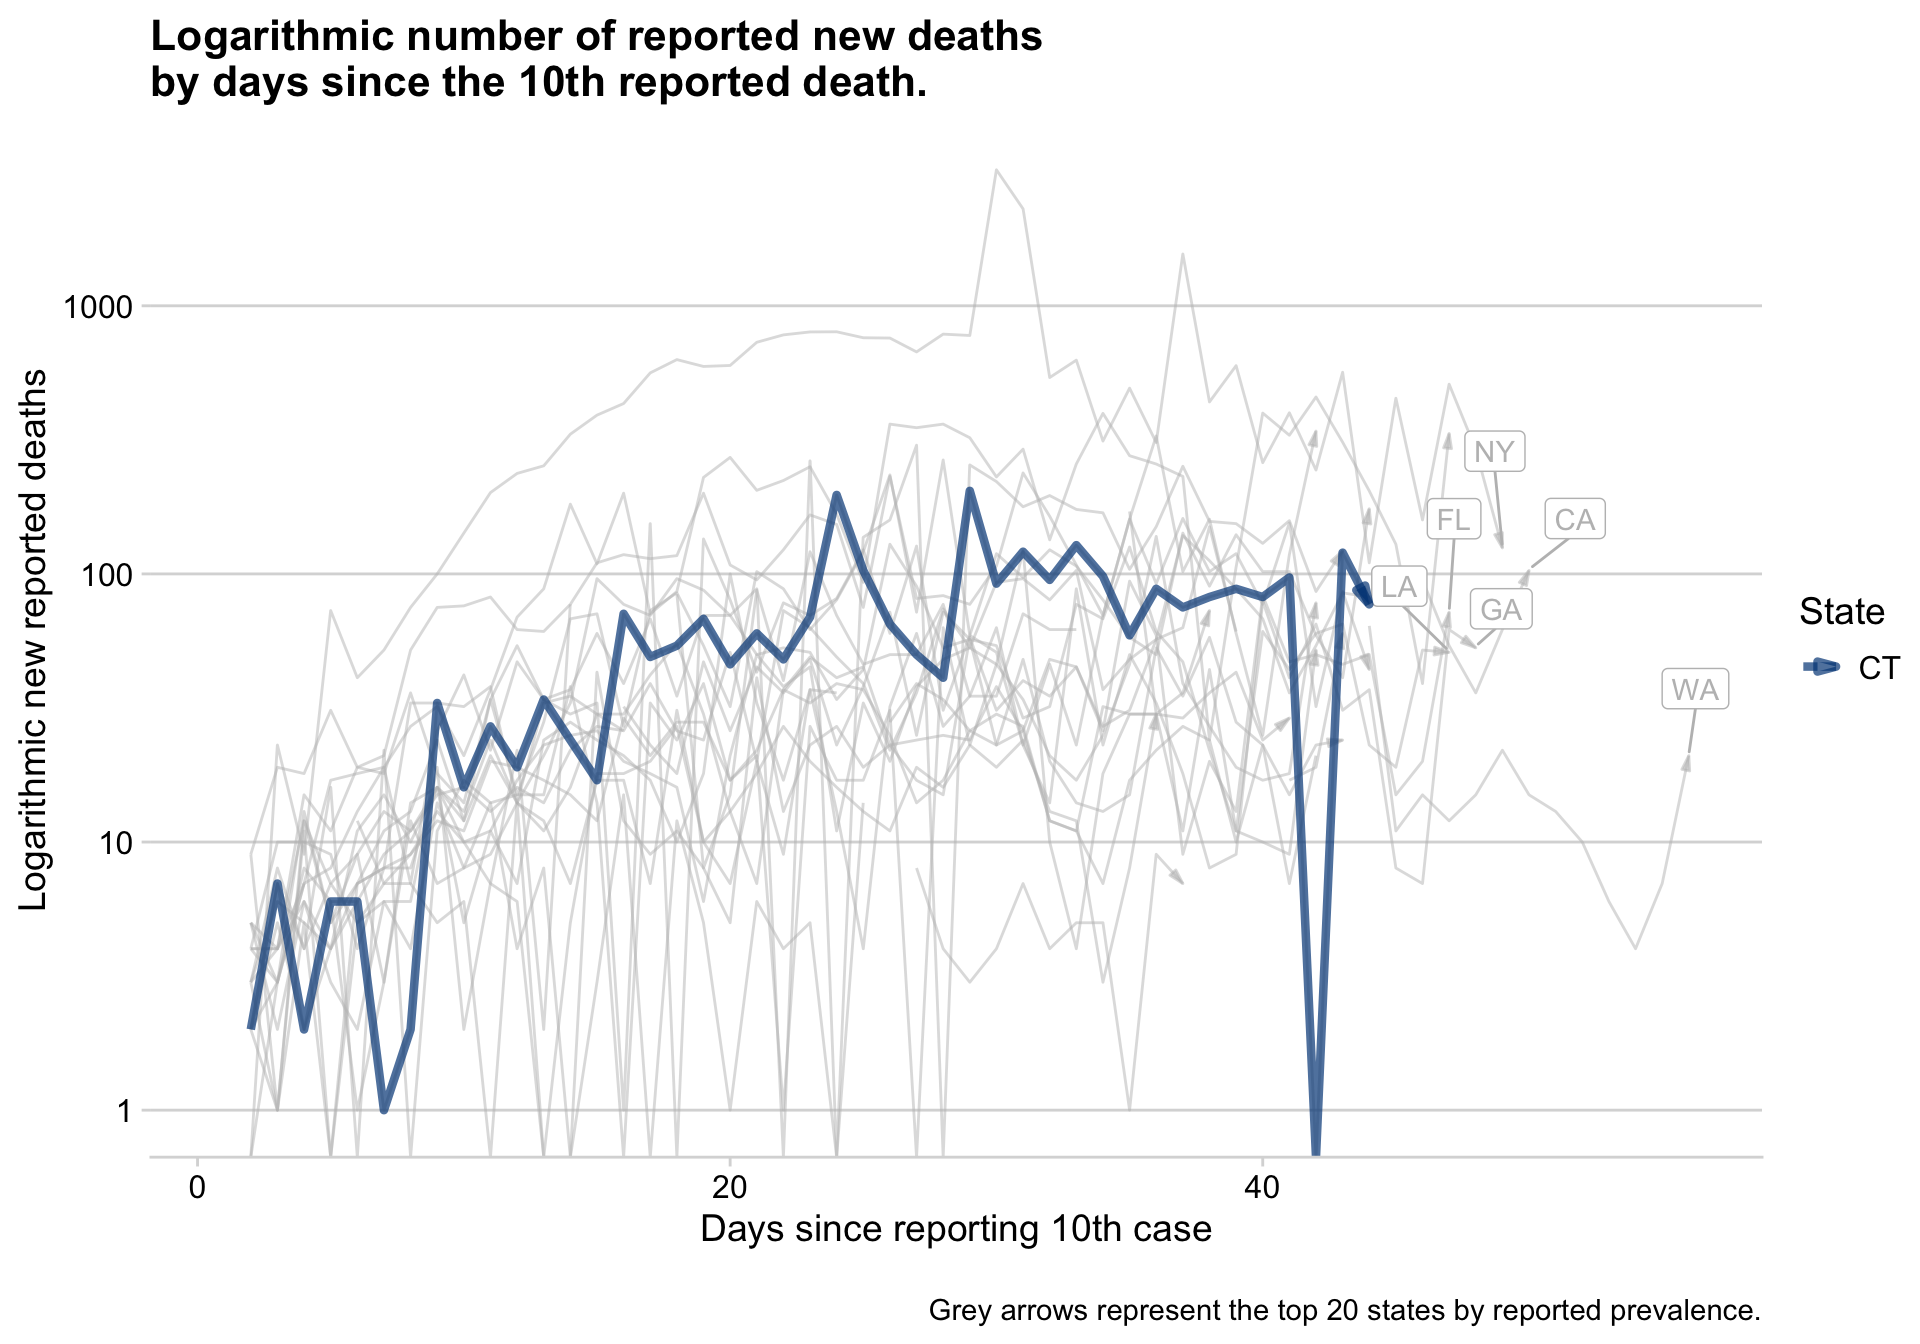 Logarithmic number of reported new deaths
by days since the 10th reported death.
Logarithmic new reported deaths
1000
100
10
1
NY
FL
CA
LA
GA
WA
State
CT
0
20
40
Days since reporting 10th case
Grey arrows represent the top 20 states by reported prevalence.